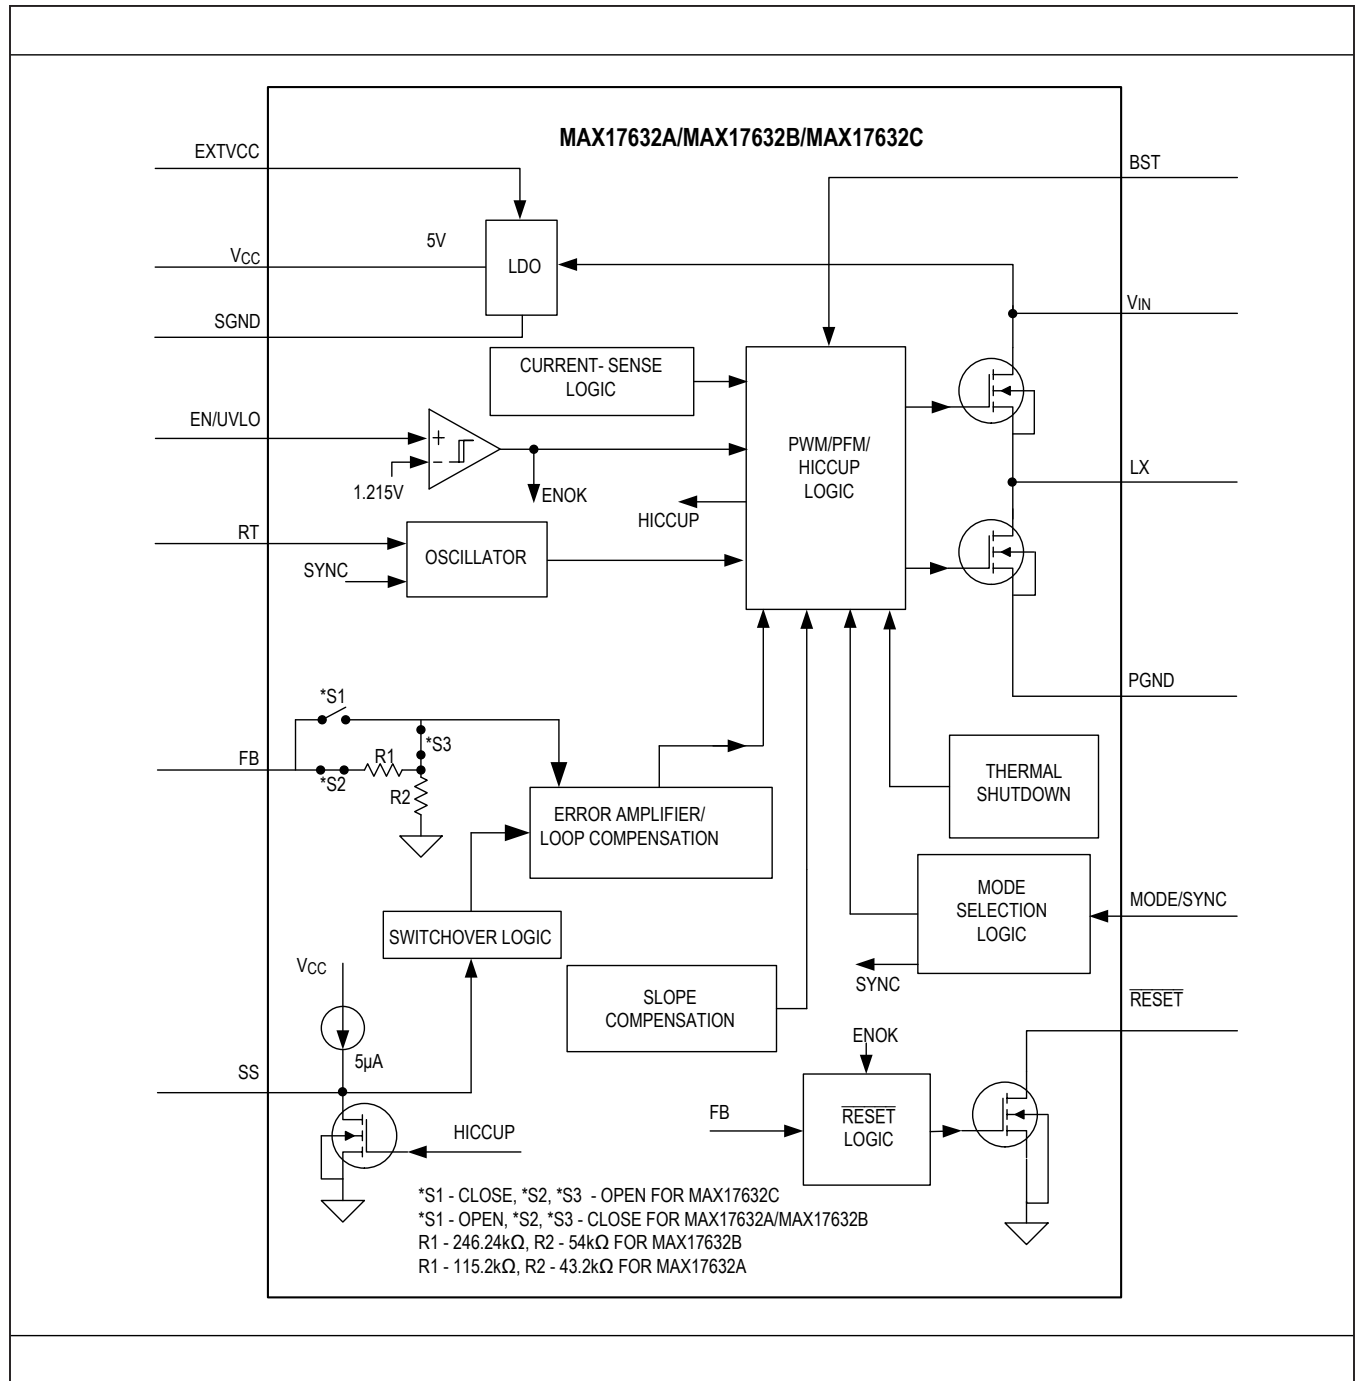 MAX17632A/MAX17632B/MAX17632C
EXTVCC
BST
5V
VCC
LDO
VIN
SGND
CURRENT- SENSE
LOGIC
EN/UVLO
+
-
1.215V
ENOK
PWM/PFM/
HICCUP
LOGIC
LX
HICCUP
RT
OSCILLATOR
SYNC
PGND
*S1
*S3
FB
R1
*S2
R2
THERMAL
SHUTDOWN
ERROR AMPLIFIER/
LOOP COMPENSATION
MODE
SELECTION
LOGIC
MODE/SYNC
SWITCHOVER LOGIC
VCC
SYNC
SLOPE
COMPENSATION
RESET
ENOK
5µA
SS
FB
RESET
LOGIC
HICCUP
*S1 - CLOSE, *S2, *S3 - OPEN FOR MAX17632C
*S1 - OPEN, *S2, *S3 - CLOSE FOR MAX17632A/MAX17632B
R1 - 246.24kΩ, R2 - 54kΩ FOR MAX17632B
R1 - 115.2kΩ, R2 - 43.2kΩ FOR MAX17632A